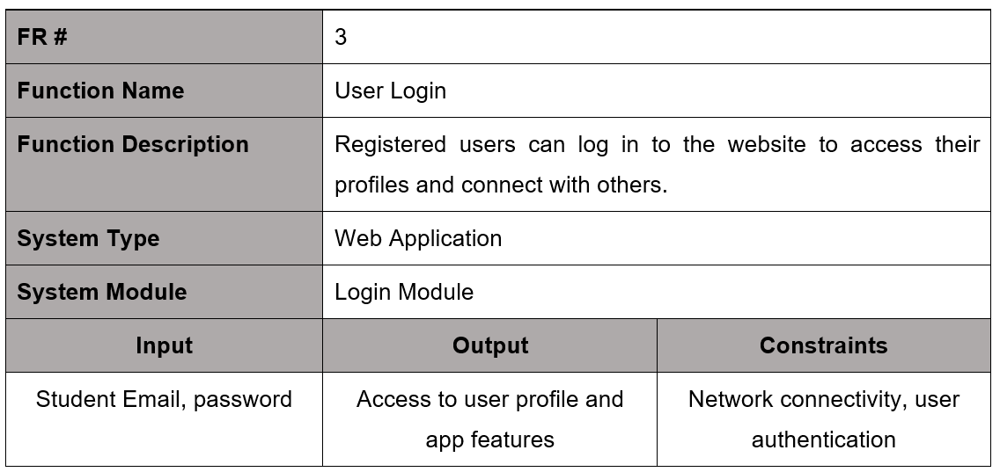 FR # 3
Function Name User Login
Function Description Registered users can log in to the website to access their
profiles and connect with others.
System Type Web Application
System Module Login Module
Input Output Constraints
Student Email, password Access to user profile and Network connectivity, user
app features authentication